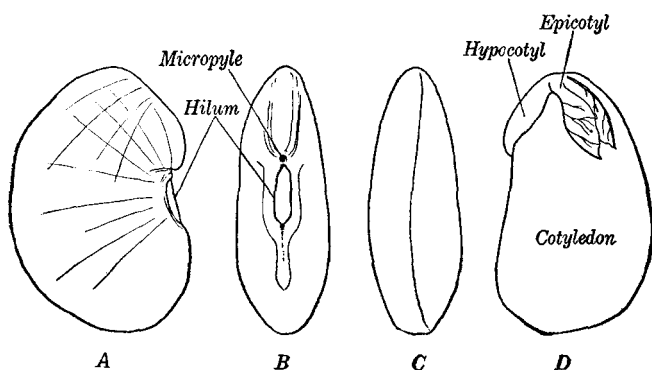 Epicotyl
Hypocotyl
Micropyle
Hilum
Cotyledon
A B C D